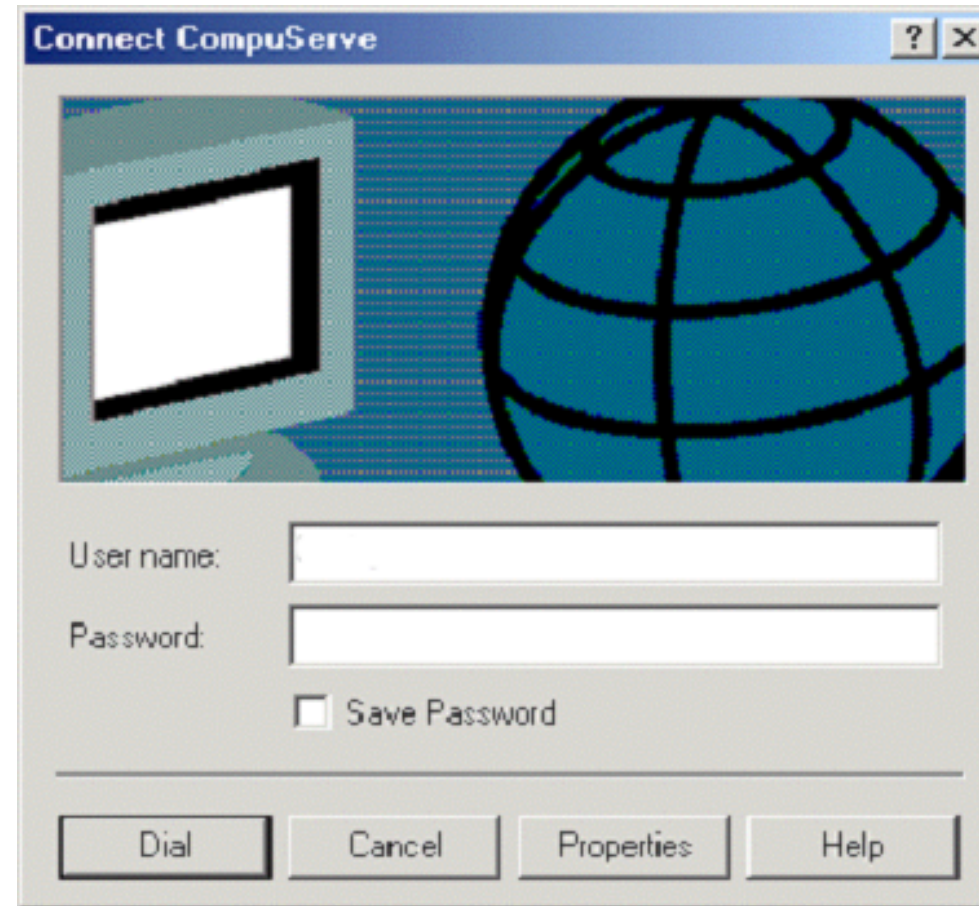 Connect CompuServe
User name:
Password:
Save Password
Dial Cancel Properties Help